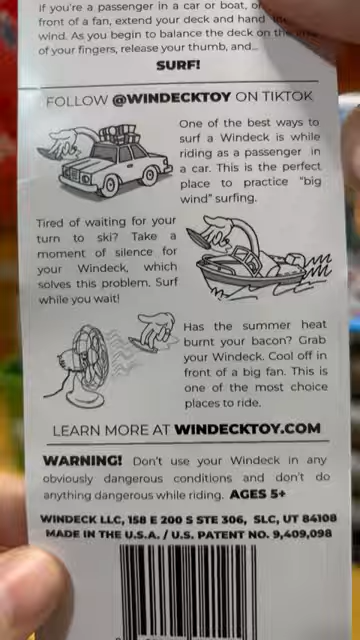 if you're a passenger in a car or boat, or
front of a fan, extend your deck and hand
wind. As you begin to balance the deck on the
of your fingers, release your thumb, and...
SURF!
FOLLOW @WINDECKTOY ON TIKTOK
One of the best ways to
surf a Windeck is while
riding as a passenger in
a car. This is the perfect
place to practice "big
wind" surfing.
Tired of waiting for your
turn to ski? Take a
moment of silence for
your Windeck, which
solves this problem. Surf
while you wait!
Has the summer heat
burnt your bacon? Grab
your Windeck. Cool off in
front of a big fan. This is
one of the most choice
places to ride.
LEARN MORE AT WINDECKTOY.COM
WARNING! Don't use your Windeck in any
obviously dangerous conditions and don't do
anything dangerous while riding. AGES 5+
WINDECK LLC, 158 E 200 S STE 306, SLC, UT 84108
MADE IN THE U.S.A. / U.S. PATENT NO. 9,409,098